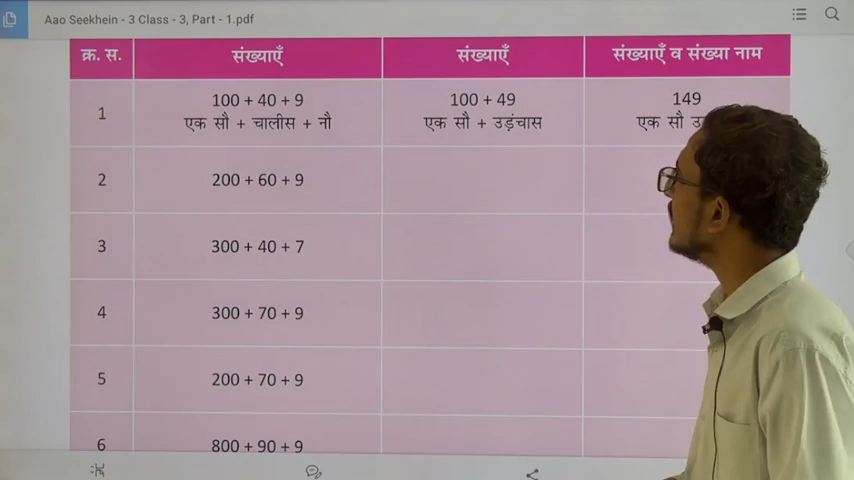 Aao Seekhein - 3 Class - 3, Part - 1.pdf
क्र. स. संख्याएँ संख्याएँ संख्याएँ व संख्या नाम
1 100 + 40 + 9 100 + 49 149
एक सौ + चालीस + नौ एक सौ + उड़ंचास एक सौ
2 200 + 60 + 9
3 300 + 40 + 7
4 300 + 70 + 9
5 200 + 70 + 9
6 800 + 90 + 9